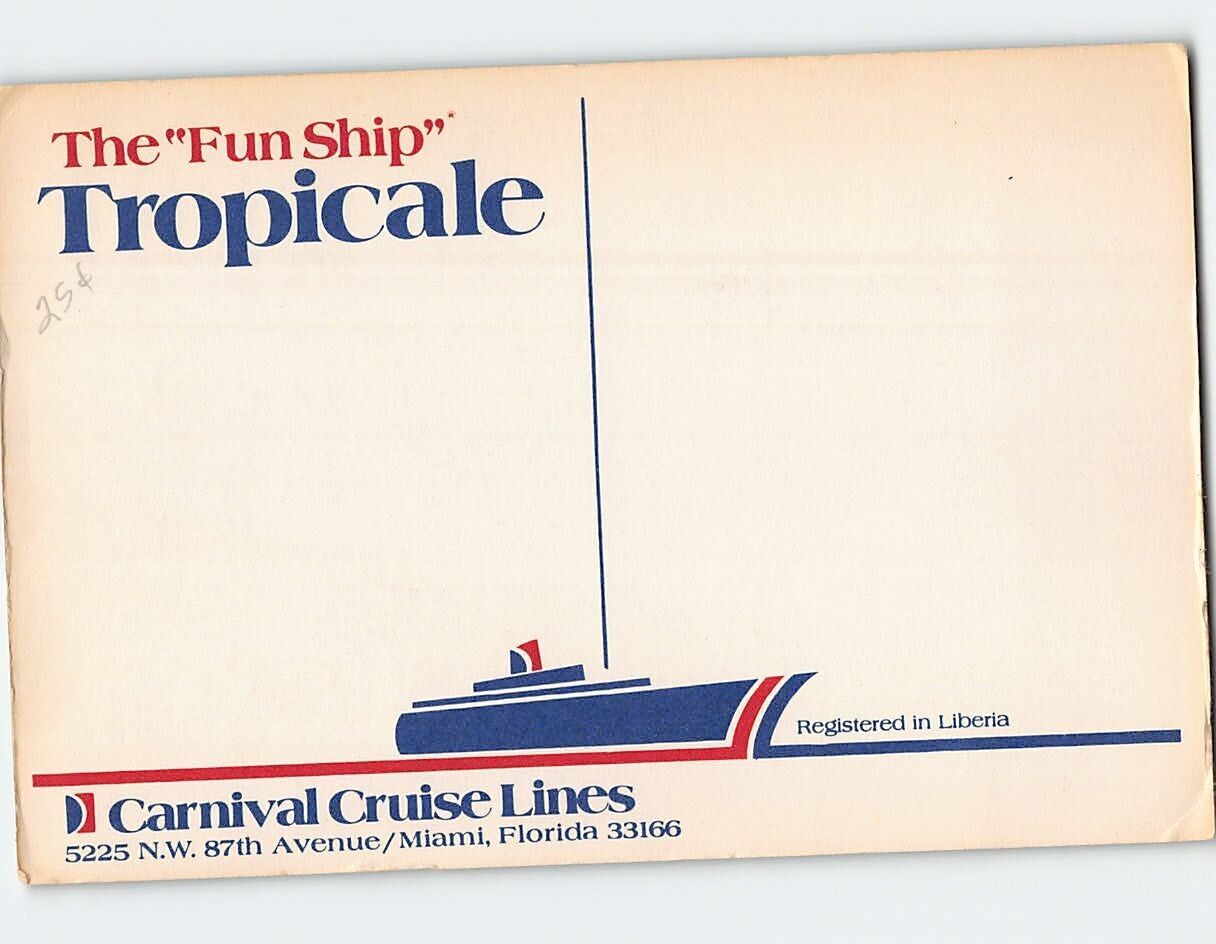 The "Fun Ship"
Tropicale
25¢
Registered in Liberia
Carnival Cruise Lines
5225 N.W. 87th Avenue/Miami, Florida 33166